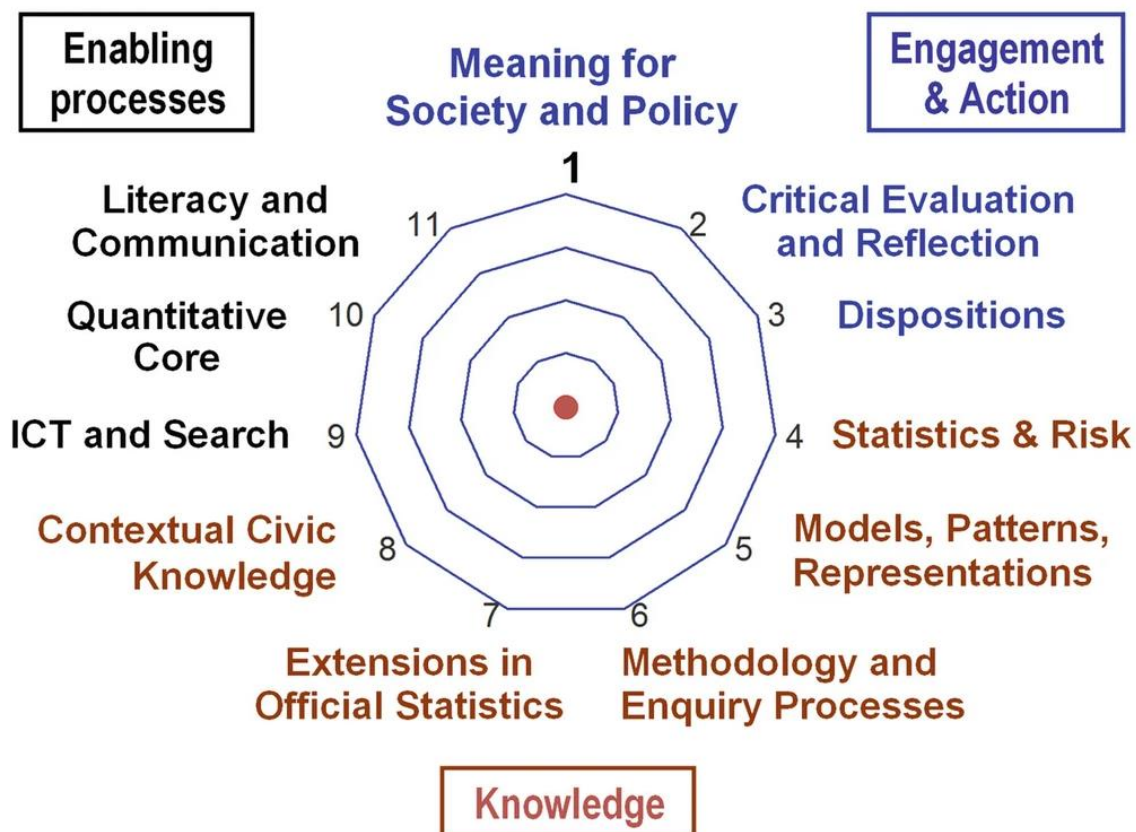 Enabling
processes
Meaning for
Society and Policy
Engagement
& Action
1
Literacy and
Communication
11
2
Critical Evaluation
and Reflection
Quantitative
Core
10
3
Dispositions
ICT and Search
9
4
Statistics & Risk
Contextual Civic
Knowledge
8
5
Models, Patterns,
Representations
7
6
Extensions in
Official Statistics
Methodology and
Enquiry Processes
Knowledge